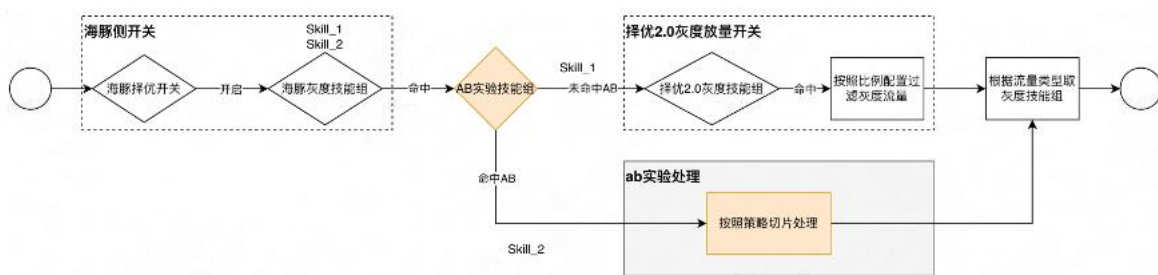 海豚侧开关
Skill_1
Skill_2
海豚择优开关
开启
海豚灰度技能组
命中
AB实验技能组
Skill_1
未命中AB
择优2.0灰度放量开关
择优2.0灰度技能组
命中
按照比例配置过
滤灰度流量
根据流量类型取
灰度技能组
命中AB
Skill_2
ab实验处理
按照策略切片处理